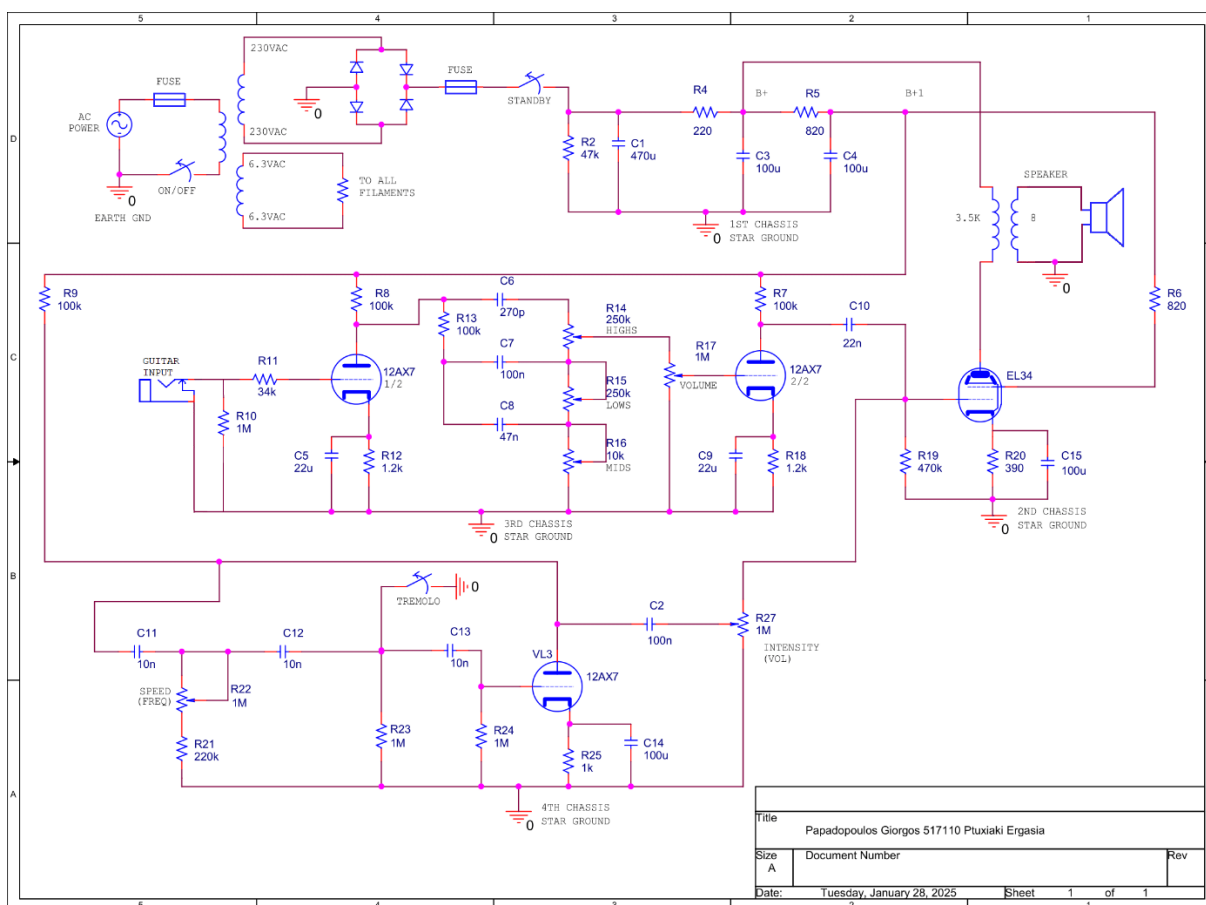 5 4 3 2 1
D
C
B
A
230VAC
230VAC
FUSE
FUSE
AC
POWER
ON/OFF
0
EARTH GND
6.3VAC
6.3VAC
TO ALL
FILAMENTS
0
STANDBY
R2
47k
C1
470u
R4
220
B+
C3
100u
R5
820
C4
100u
B+1
0
1ST CHASSIS
STAR GROUND
3.5K
8
SPEAKER
0
R6
820
R9
100k
R8
100k
R13
100k
C6
270p
C7
100n
C8
47n
R14
250k
HIGHS
R15
250k
LOWS
R16
10k
MIDS
R17
1M
VOLUME
R7
100k
C10
22n
GUITAR
INPUT
R11
34k
R10
1M
12AX7
1/2
C5
22u
R12
1.2k
12AX7
2/2
C9
22u
R18
1.2k
0
3RD CHASSIS
STAR GROUND
EL34
R19
470k
R20
390
C15
100u
0
2ND CHASSIS
STAR GROUND
TREMOLO
0
C11
10n
C12
10n
C13
10n
SPEED
(FREQ)
R22
1M
R21
220k
R23
1M
R24
1M
VL3
12AX7
R25
1k
C14
100u
C2
100n
R27
1M
INTENSITY
(VOL)
0
4TH CHASSIS
STAR GROUND
Title
Papadopoulos Giorgos 517110 Ptuxiaki Ergasia
Size
A
Document Number
Rev
Date:
Tuesday, January 28, 2025
Sheet 1 of 1
5 4 3 2 1